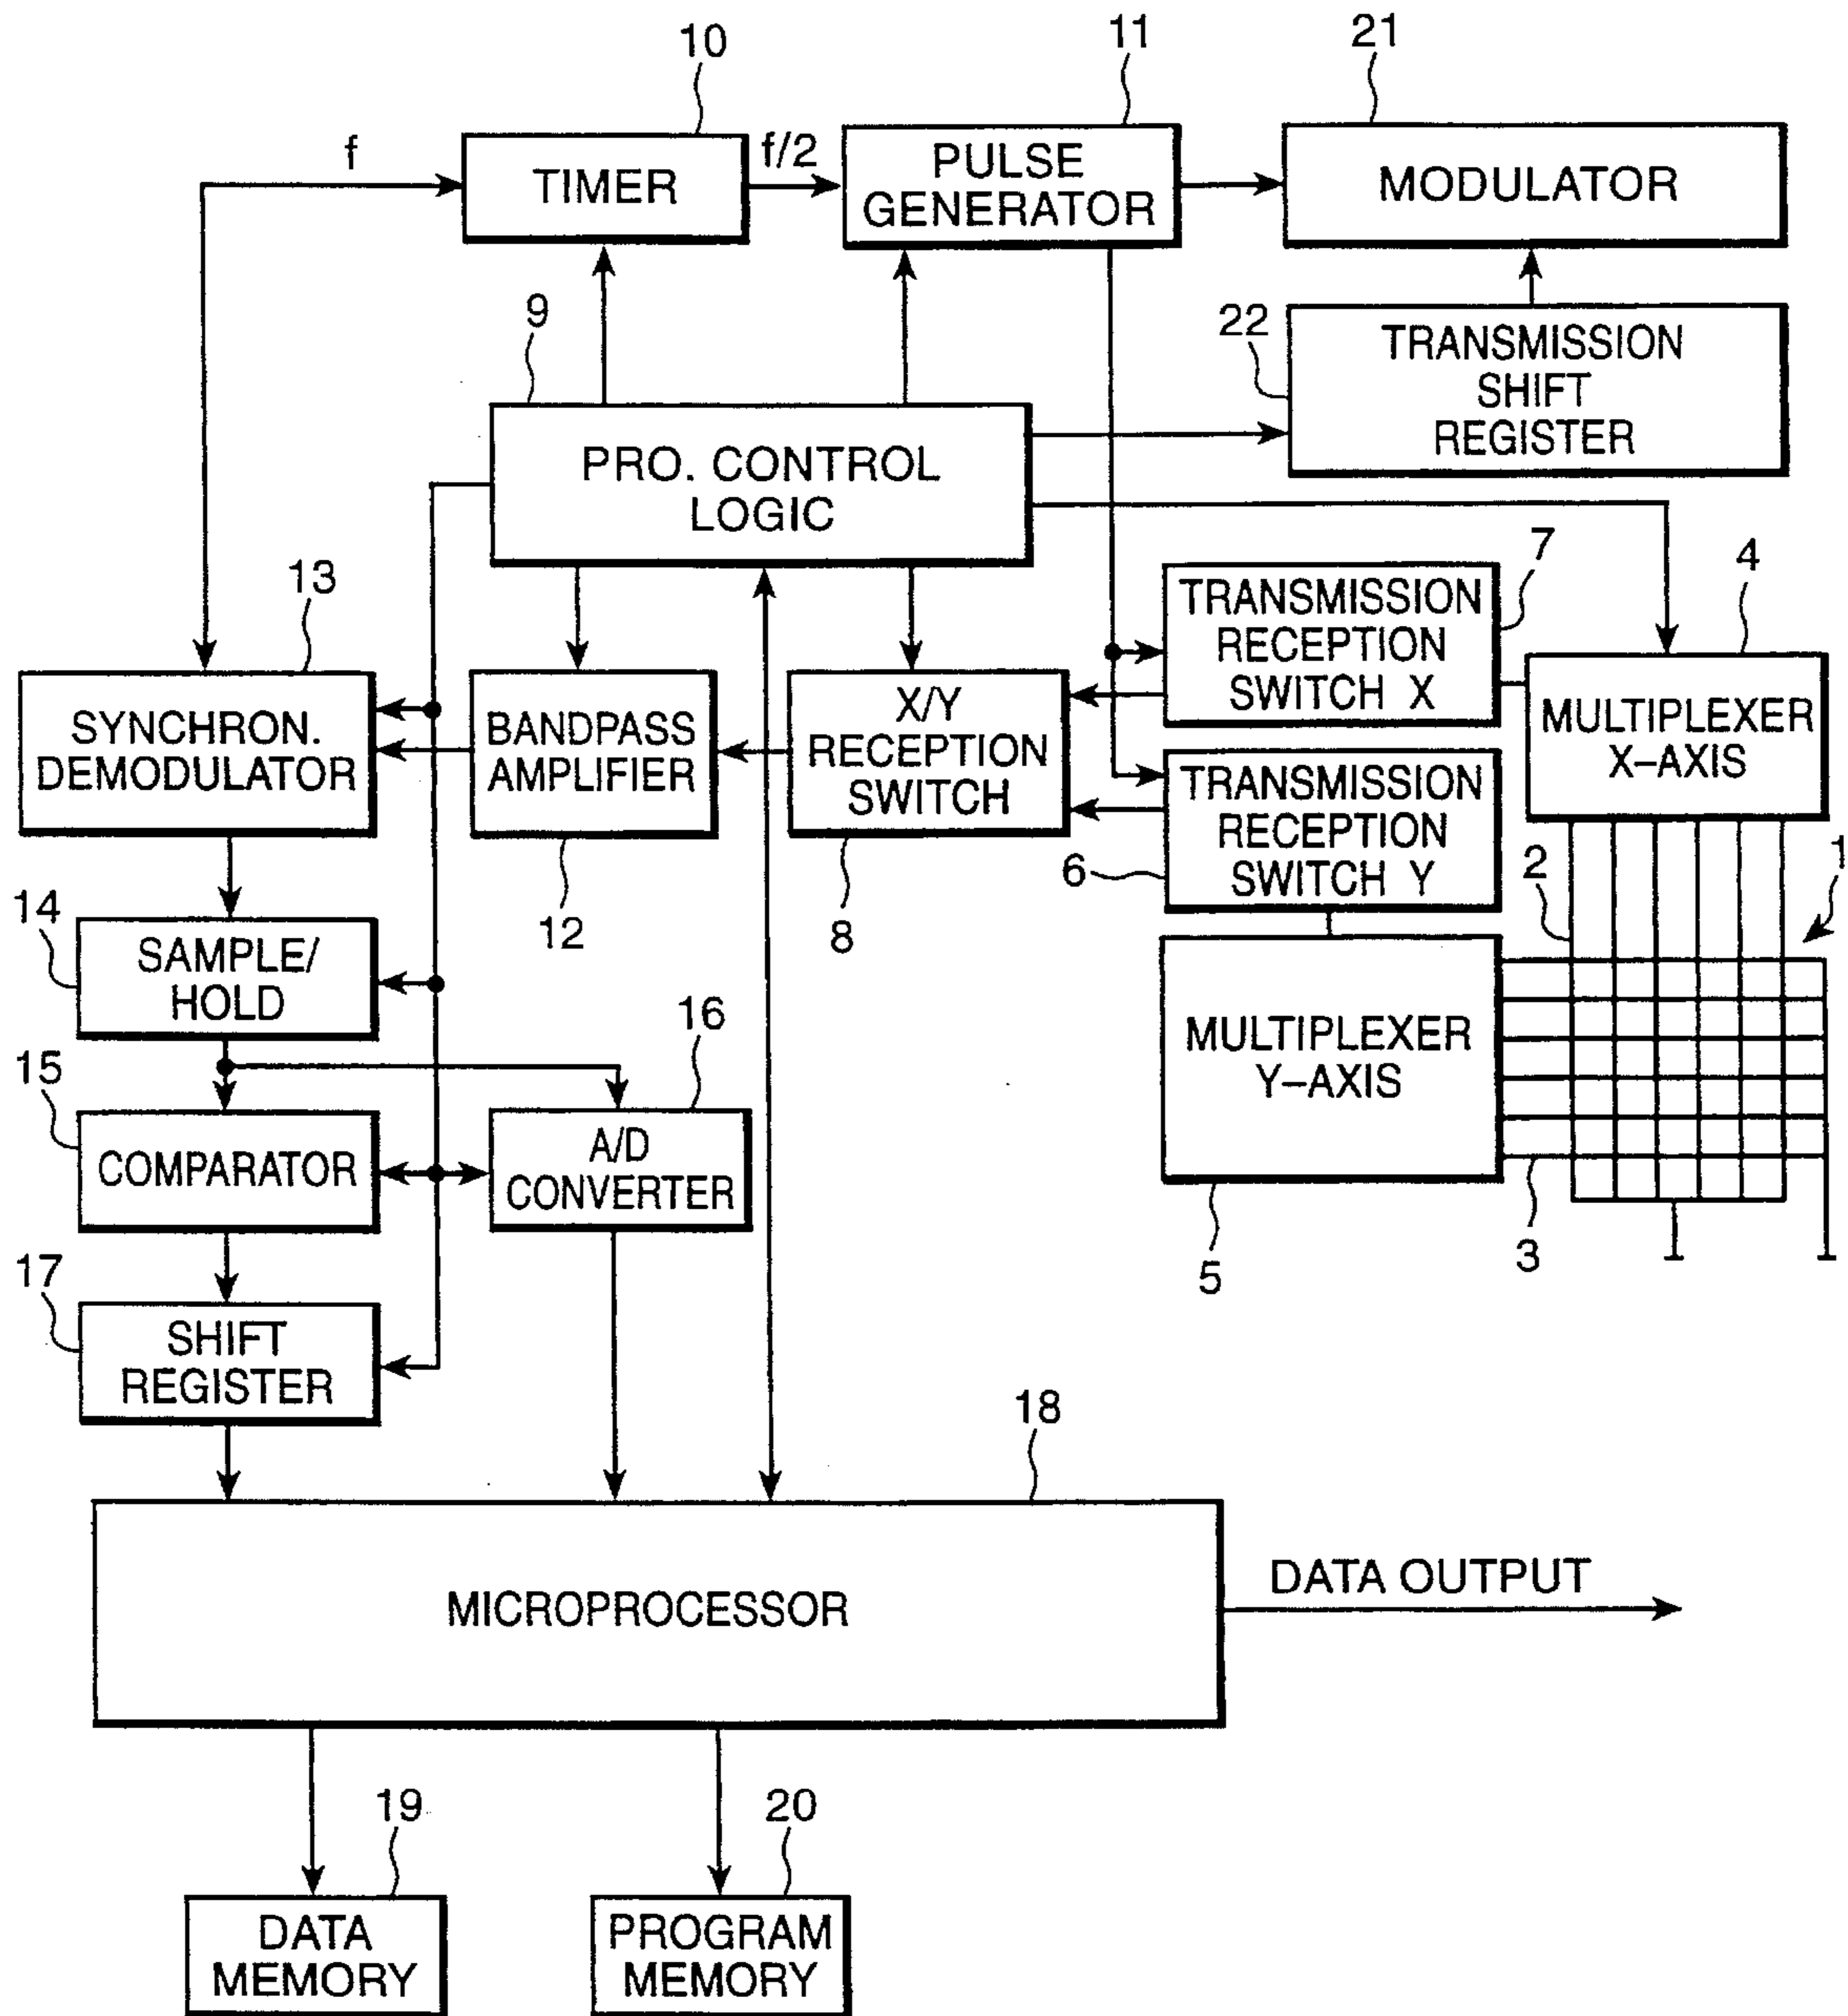 10
11
21
f
TIMER
f/2
PULSE
GENERATOR
MODULATOR
9
22
TRANSMISSION
SHIFT
REGISTER
PRO. CONTROL
LOGIC
13
7
4
TRANSMISSION
RECEPTION
SWITCH X
SYNCHRON.
DEMODULATOR
BANDPASS
AMPLIFIER
X/Y
RECEPTION
SWITCH
MULTIPLEXER
X–AXIS
TRANSMISSION
RECEPTION
SWITCH Y
6
2
1
14
12
8
SAMPLE/
HOLD
16
MULTIPLEXER
Y–AXIS
15
COMPARATOR
A/D
CONVERTER
3
5
17
SHIFT
REGISTER
18
MICROPROCESSOR
DATA OUTPUT
19
20
DATA
MEMORY
PROGRAM
MEMORY